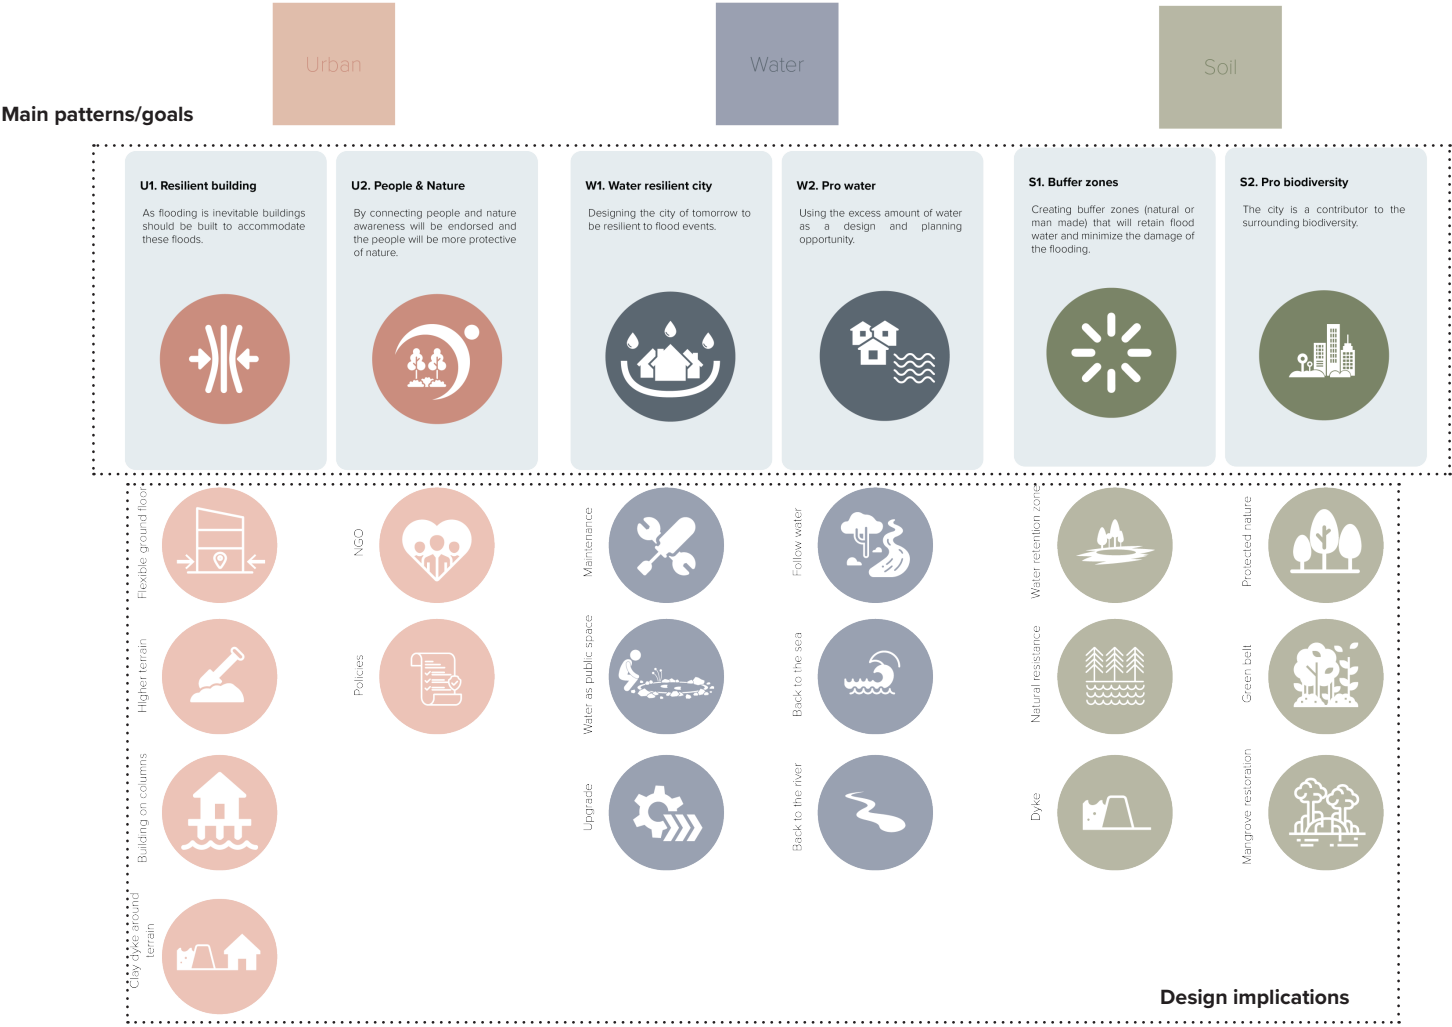 Urban
Water
Soil
Main patterns/goals
U1. Resilient building
As flooding is inevitable buildings
should be built to accommodate
these floods.
U2. People & Nature
By connecting people and nature
awareness will be endorsed and
the people will be more protective
of nature.
W1. Water resilient city
Designing the city of tomorrow to
be resilient to flood events.
W2. Pro water
Using the excess amount of water
as a design and planning
opportunity.
S1. Buffer zones
Creating buffer zones (natural or
man made) that will retain flood
water and minimize the damage of
the flooding.
S2. Pro biodiversity
The city is a contributor to the
surrounding biodiversity.
Flexible ground floor
Higher terrain
Building on columns
Clay dyke around
terrain
NGO
Policies
Maintenance
Water as public space
Upgrade
Follow water
Back to the sea
Back to the river
Water retention zone
Natural resistance
Dyke
Protected nature
Green belt
Mangrove restoration
Design implications